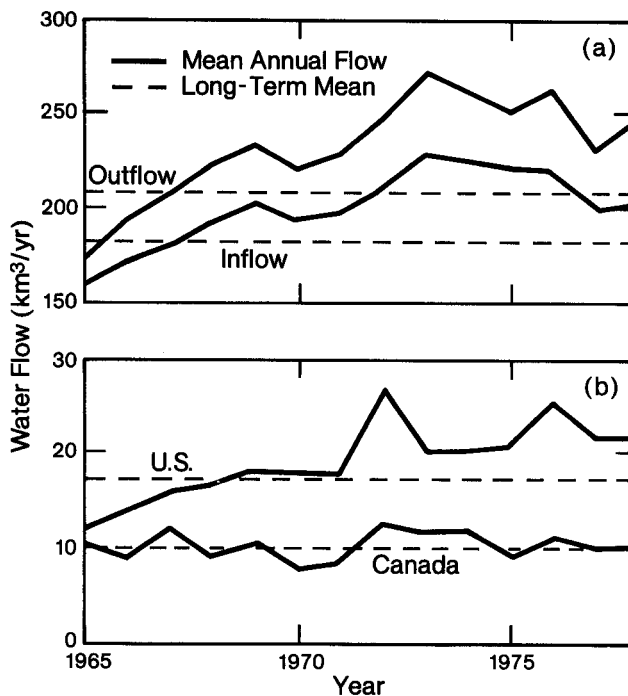 300
(a)
Mean Annual Flow
Long-Term Mean
250
Outflow
200
Inflow
150
Water Flow (km³/yr)
30
(b)
20
U.S.
10
Canada
0
1965
1970
1975
Year